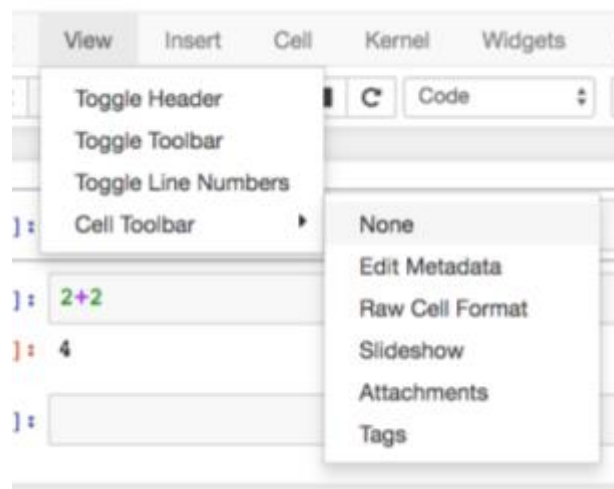 View Insert Cell Kernel Widgets
Toggle Header
Code
Toggle Toolbar
Toggle Line Numbers
Cell Toolbar
None
Edit Metadata
Raw Cell Format
Slideshow
Attachments
Tags
]:
]: 2+2
]: 4
]: